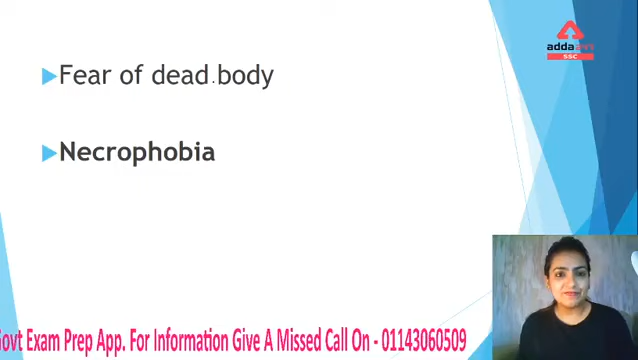 Fear of dead.body
Necrophobia
adda247
SSC
Govt Exam Prep App. For Information Give A Missed Call On - 01143060509